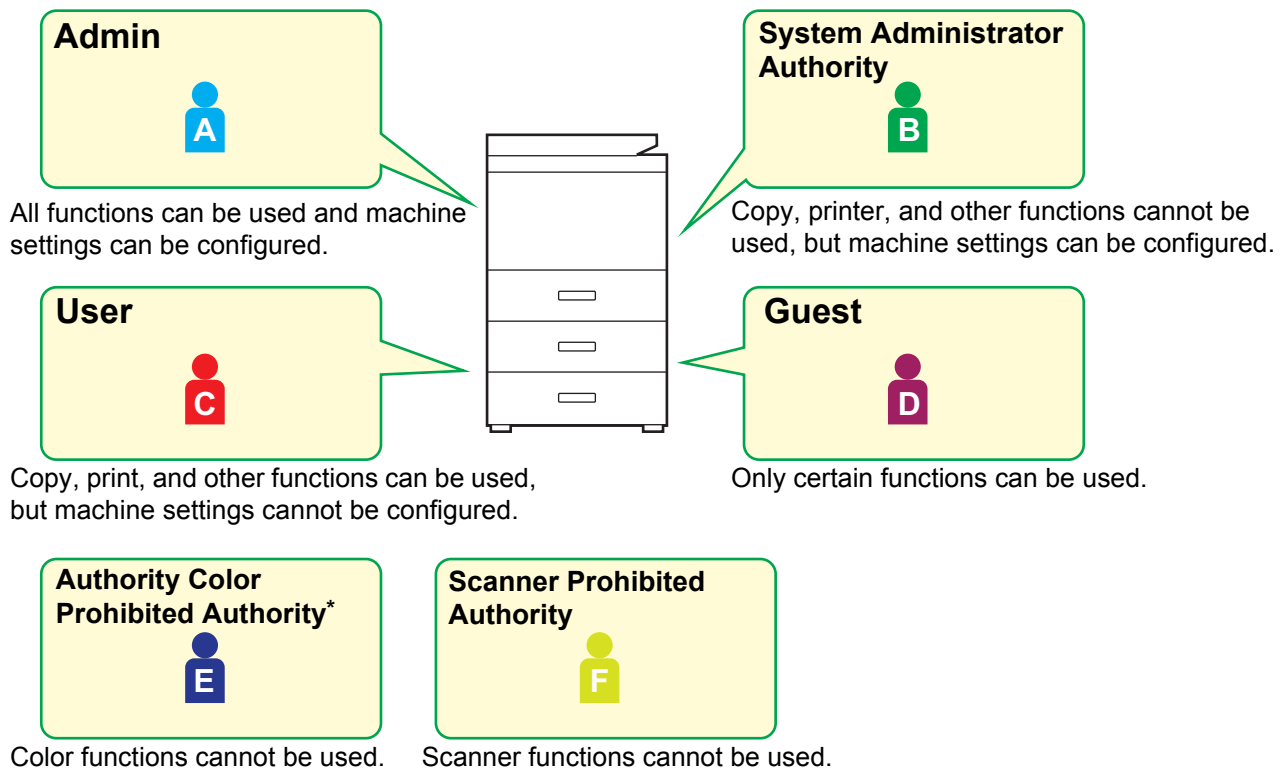 Admin
A
All functions can be used and machine
settings can be configured.
System Administrator
Authority
B
Copy, printer, and other functions cannot be
used, but machine settings can be configured.
User
C
Copy, print, and other functions can be used,
but machine settings cannot be configured.
Guest
D
Only certain functions can be used.
Authority Color
Prohibited Authority*
E
Color functions cannot be used.
Scanner Prohibited
Authority
F
Scanner functions cannot be used.